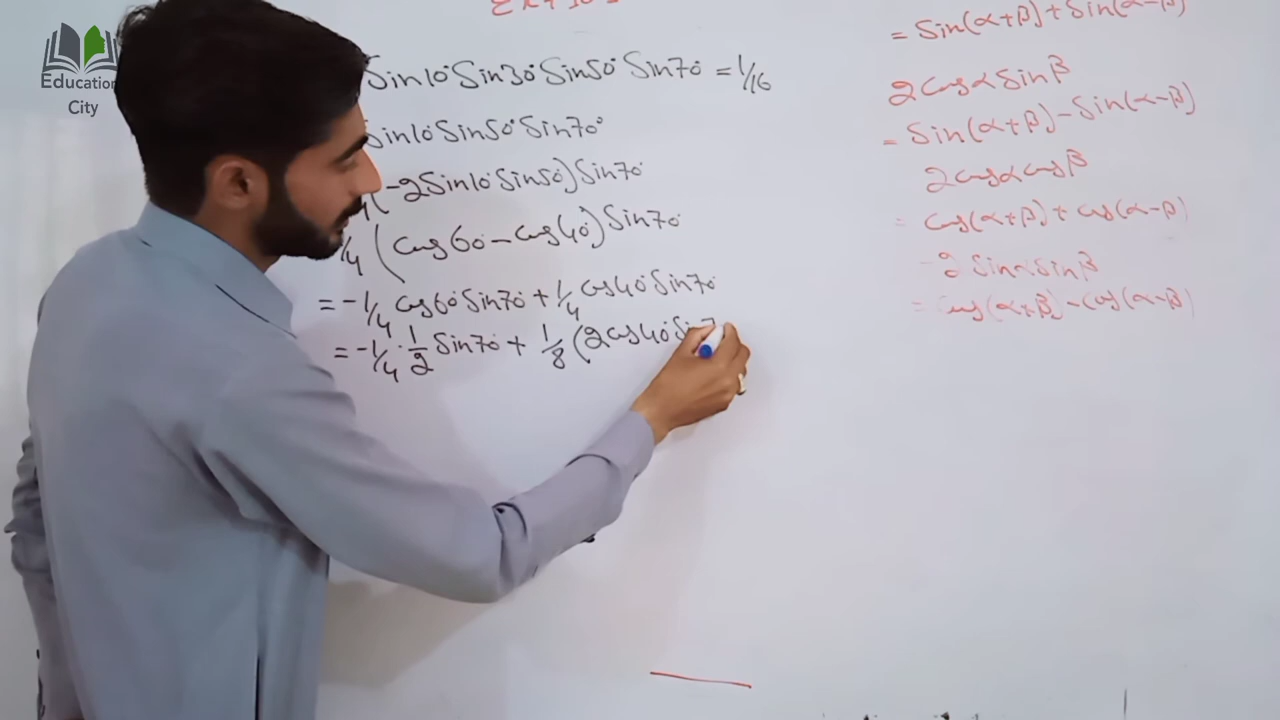 Education
City
Sin10° Sin30° Sin50° Sin70° = 1/16
Sin10° Sin50° Sin70°
-2Sin10° Sin50°) Sin70°
1/4 (Cos60° - Cos40°) Sin70°
= -1/4 Cos60° Sin70° + 1/4 Cos40° Sin70°
= -1/4 · 1/2 Sin70° + 1/8 (2Cos40° Sin7
= Sin(α+β) + Sin(α-β)
2Cosα Sinβ
= Sin(α+β) - Sin(α-β)
2Cosα Cosβ
= Cos(α+β) + Cos(α-β)
-2 Sinα Sinβ
= Cos(α+β) - Cos(α-β)